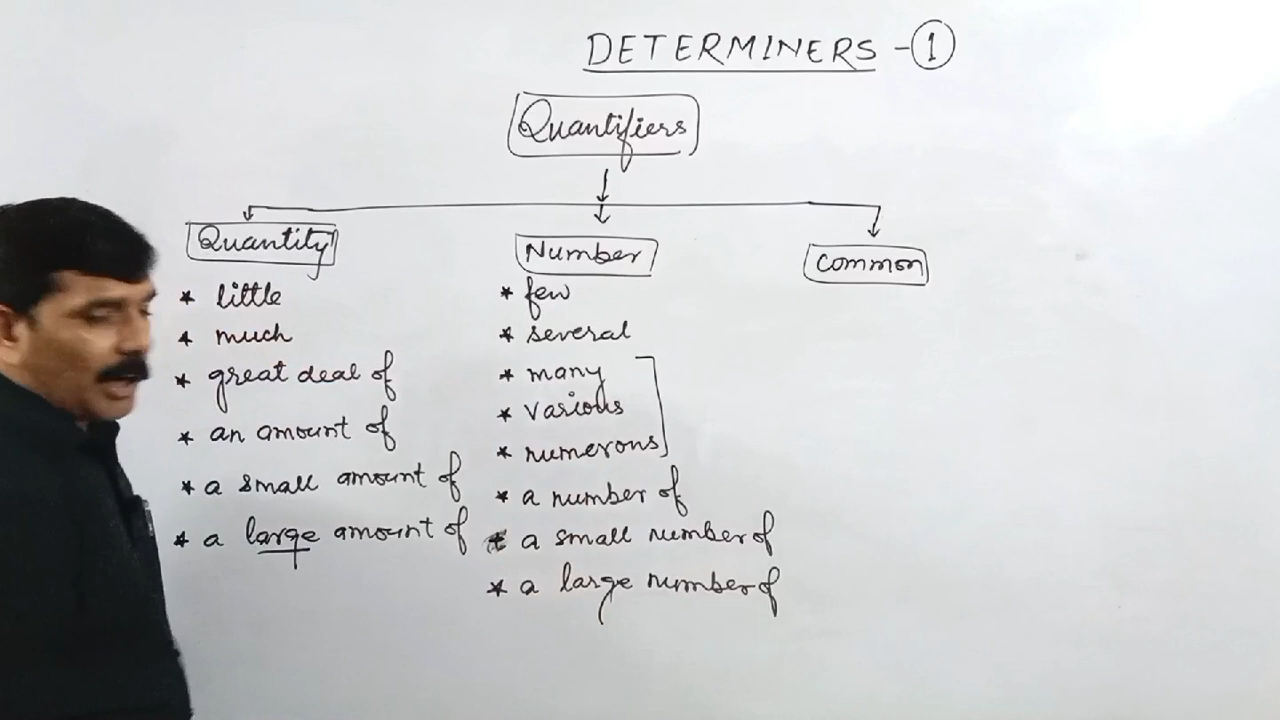 DETERMINERS - 1
Quantifiers
Quantity
* little
* much
* great deal of
* an amount of
* a small amount of
* a large amount of
Number
* few
* several
* many
* various
* numerous
* a number of
* a small number of
* a large number of
Common